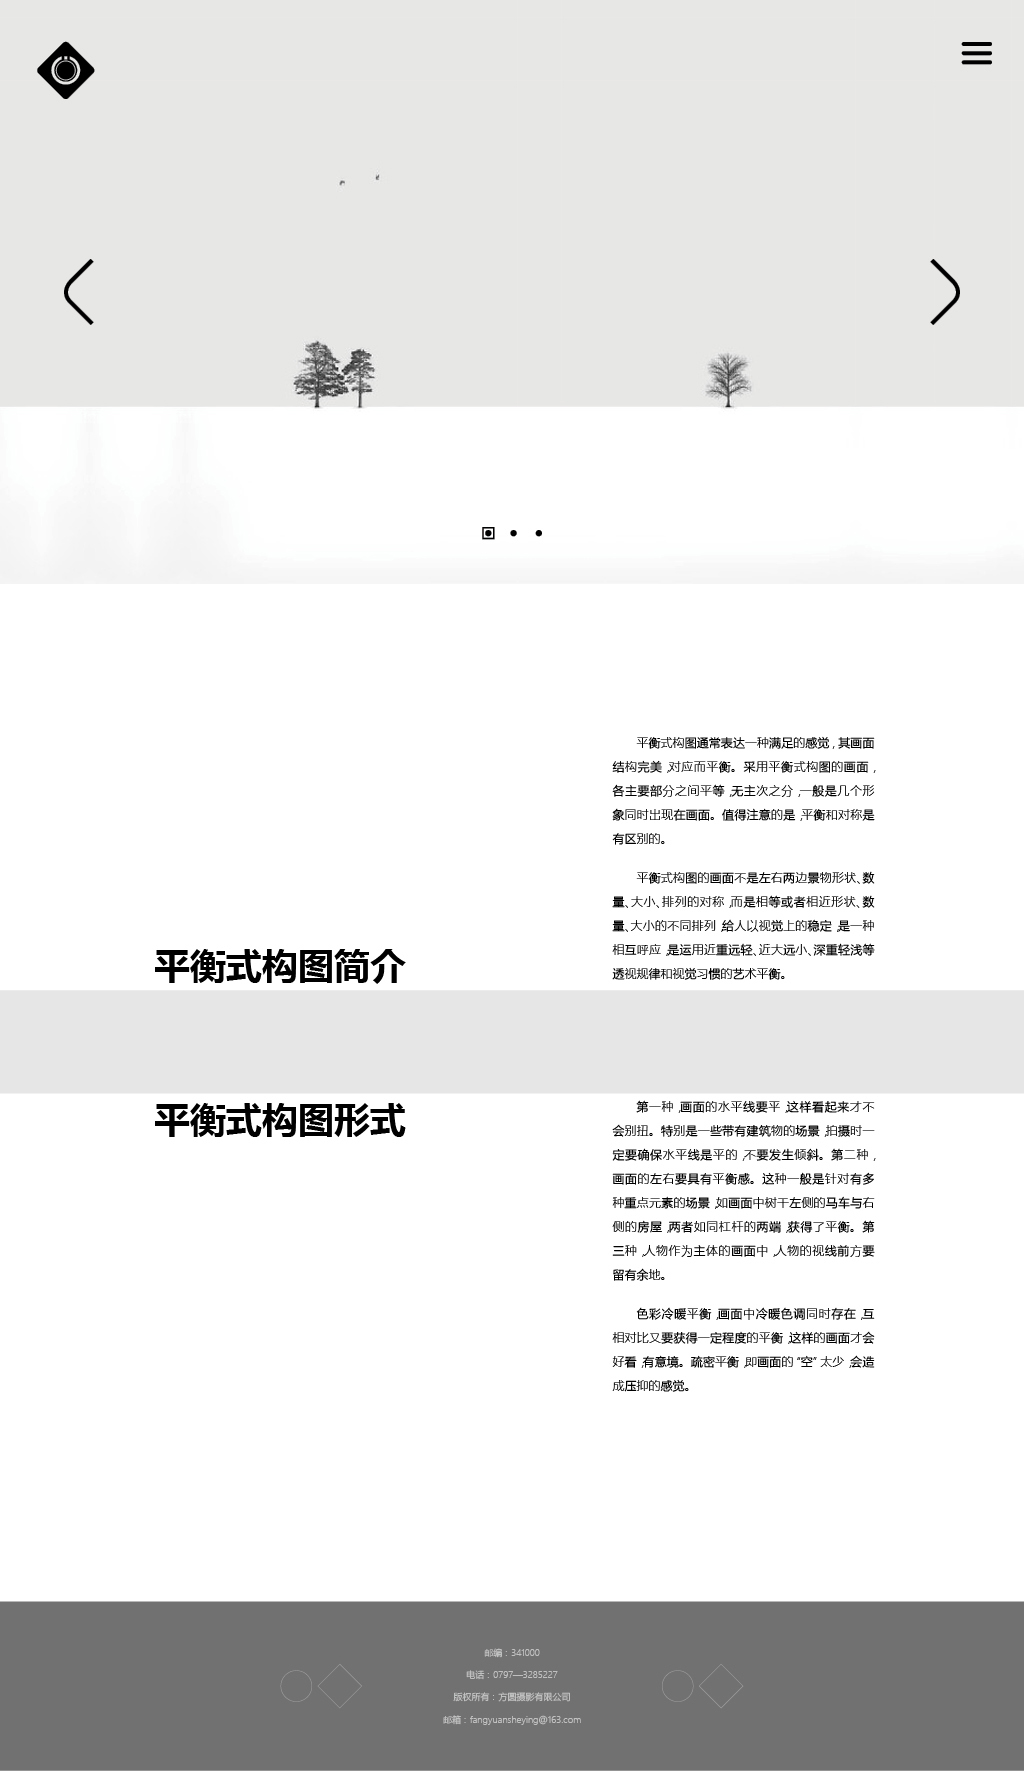 平衡式构图通常表达一种满足的感觉，其画面
结构完美，对应而平衡。采用平衡式构图的画面，
各主要部分之间平等，无主次之分，一般是几个形
象同时出现在画面。值得注意的是，平衡和对称是
有区别的。
平衡式构图的画面不是左右两边景物形状、数
量、大小、排列的对称，而是相等或者相近形状、数
量、大小的不同排列，给人以视觉上的稳定，是一种
相互呼应，是运用近重远轻、近大远小、深重轻浅等
透视规律和视觉习惯的艺术平衡。
平衡式构图简介
平衡式构图形式
第一种，画面的水平线要平，这样看起来才不
会别扭。特别是一些带有建筑物的场景，拍摄时一
定要确保水平线是平的，不要发生倾斜。第二种，
画面的左右要具有平衡感。这种一般是针对有多
种重点元素的场景，如画面中树干左侧的马车与右
侧的房屋，两者如同杠杆的两端，获得了平衡。第
三种，人物作为主体的画面中，人物的视线前方要
留有余地。
色彩冷暖平衡，画面中冷暖色调同时存在，互
相对比又要获得一定程度的平衡，这样的画面才会
好看，有意境。疏密平衡，即画面的“空”太少，会造
成压抑的感觉。
邮编：341000
电话：0797—3285227
版权所有：方圆摄影有限公司
邮箱：fangyuansheying@163.com